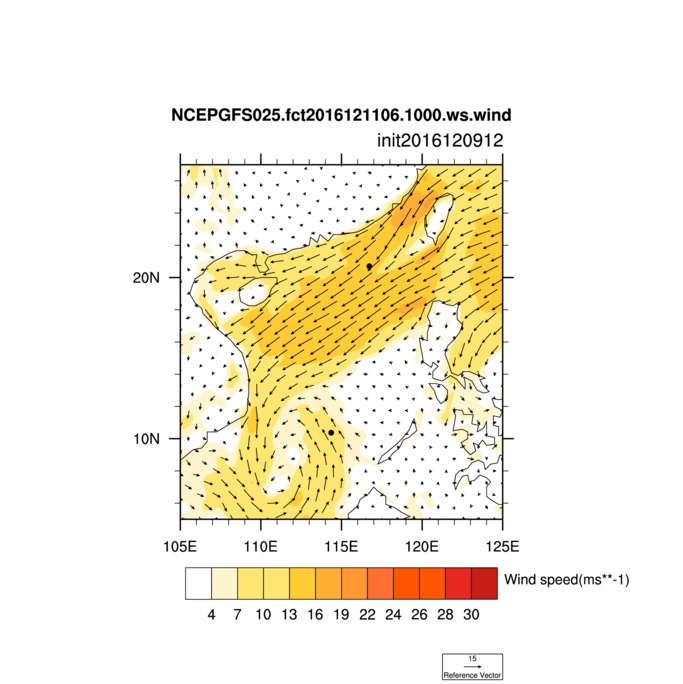 NCEPGFS025.fct2016121106.1000.ws.wind
init2016120912
20N
10N
105E 110E 115E 120E 125E
Wind speed(ms**-1)
4 7 10 13 16 19 22 24 26 28 30
15
Reference Vector